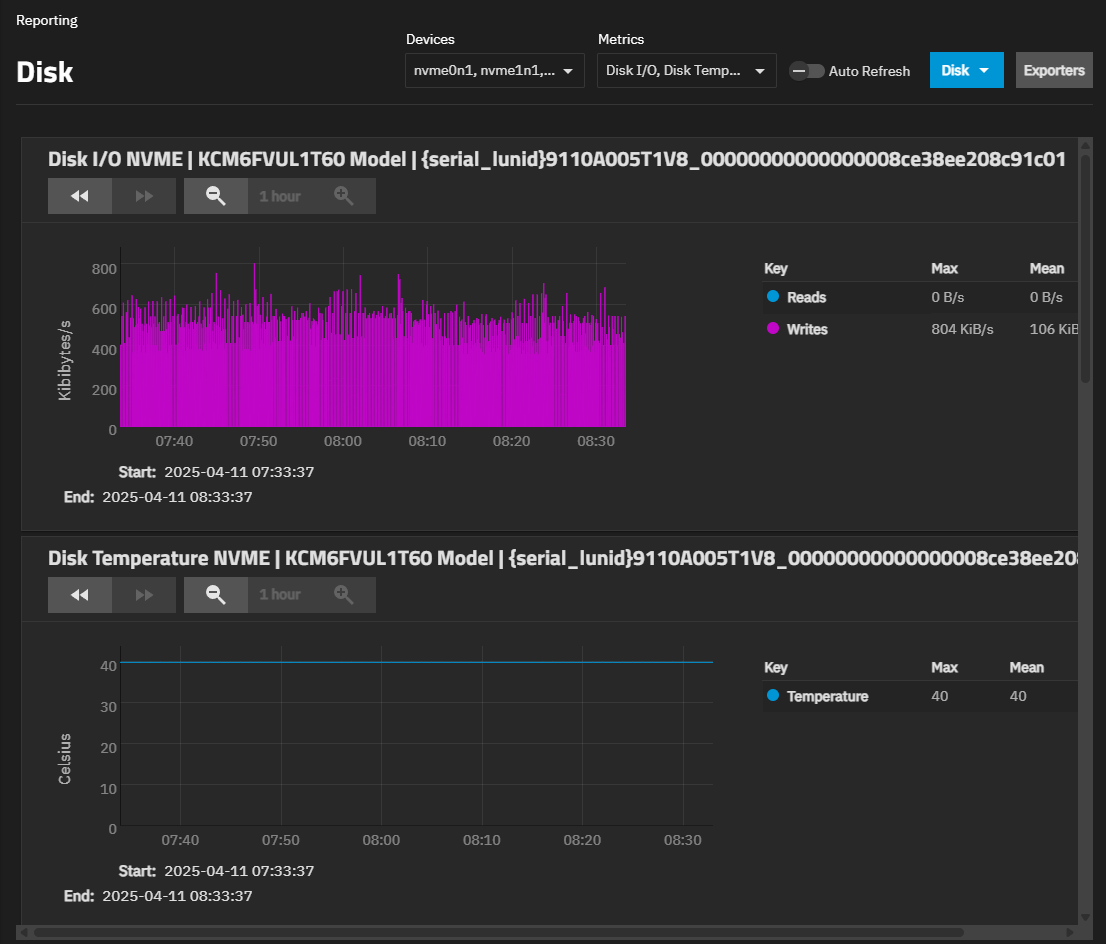 Reporting
Disk
Devices
Metrics
nvme0n1, nvme1n1,...
Disk I/O, Disk Temp...
Auto Refresh
Disk
Exporters
Disk I/O NVME | KCM6FVUL1T60 Model | {serial_lunid}9110A005T1V8_00000000000000008ce38ee208c91c01
1 hour
Kibibytes/s
800
600
400
200
0
07:40 07:50 08:00 08:10 08:20 08:30
Key Max Mean
Reads 0 B/s 0 B/s
Writes 804 KiB/s 106 KiB
Start: 2025-04-11 07:33:37
End: 2025-04-11 08:33:37
Disk Temperature NVME | KCM6FVUL1T60 Model | {serial_lunid}9110A005T1V8_00000000000000008ce38ee208
1 hour
Celsius
40
30
20
10
0
07:40 07:50 08:00 08:10 08:20 08:30
Key Max Mean
Temperature 40 40
Start: 2025-04-11 07:33:37
End: 2025-04-11 08:33:37